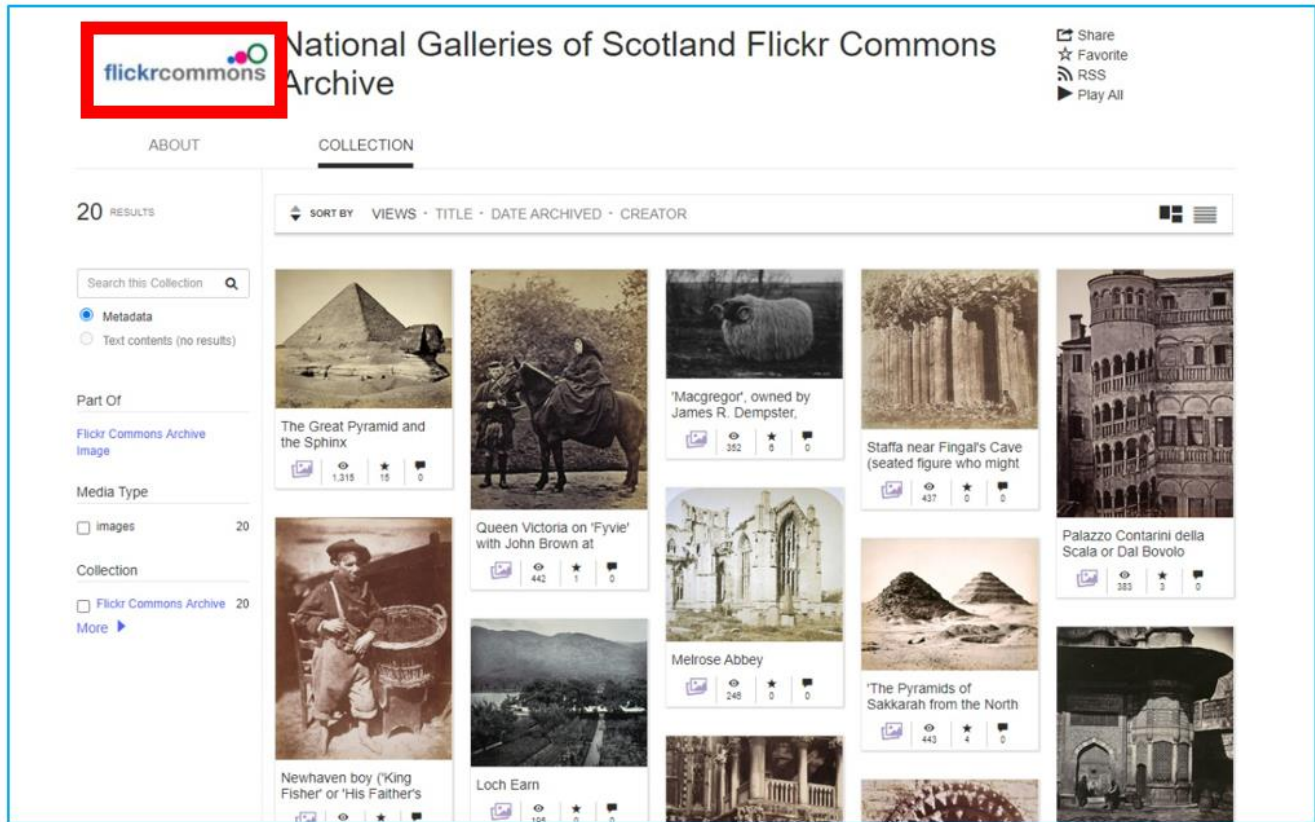 flickrcommons
National Galleries of Scotland Flickr Commons
Archive
Share
Favorite
RSS
Play All
ABOUT
COLLECTION
20 RESULTS
SORT BY VIEWS · TITLE · DATE ARCHIVED · CREATOR
Search this Collection
Metadata
Text contents (no results)
Part Of
Flickr Commons Archive
Image
Media Type
images 20
Collection
Flickr Commons Archive 20
More
The Great Pyramid and
the Sphinx
1,315 15 0
Newhaven boy ('King
Fisher' or 'His Faither's
Queen Victoria on 'Fyvie'
with John Brown at
442 1 0
Loch Earn
195 0 0
'Macgregor', owned by
James R. Dempster,
352 6 0
Melrose Abbey
246 0 0
Staffa near Fingal's Cave
(seated figure who might
437 0 0
'The Pyramids of
Sakkarah from the North
443 4 0
Palazzo Contarini della
Scala or Dal Bovolo
383 3 0